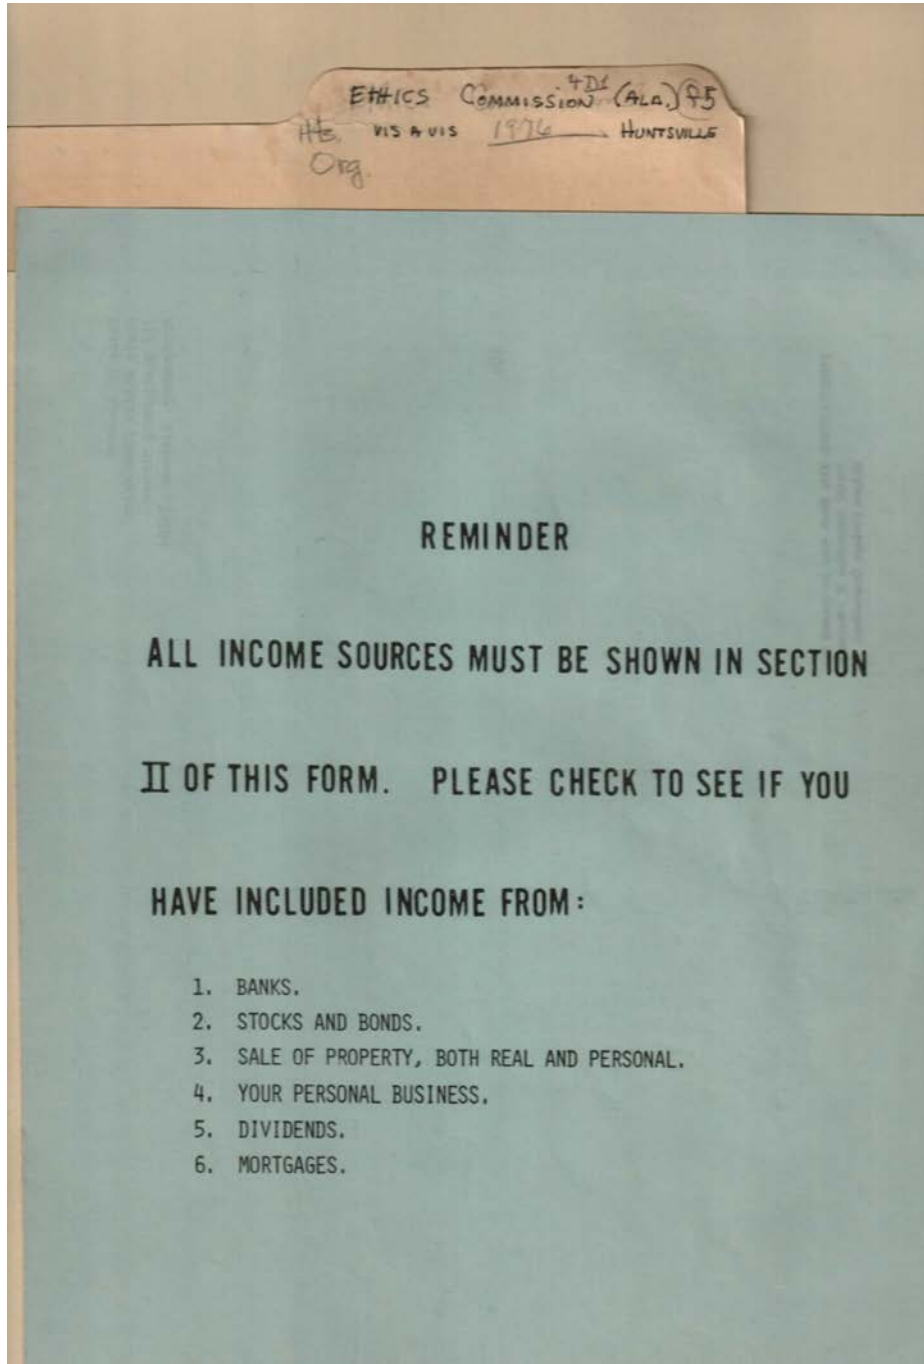 4D1
ETHICS COMMISSION (ALA.) 95
Hts. VIS A VIS 1976 HUNTSVILLE
Org.
REMINDER
ALL INCOME SOURCES MUST BE SHOWN IN SECTION
II OF THIS FORM. PLEASE CHECK TO SEE IF YOU
HAVE INCLUDED INCOME FROM:
1. BANKS.
2. STOCKS AND BONDS.
3. SALE OF PROPERTY, BOTH REAL AND PERSONAL.
4. YOUR PERSONAL BUSINESS.
5. DIVIDENDS.
6. MORTGAGES.